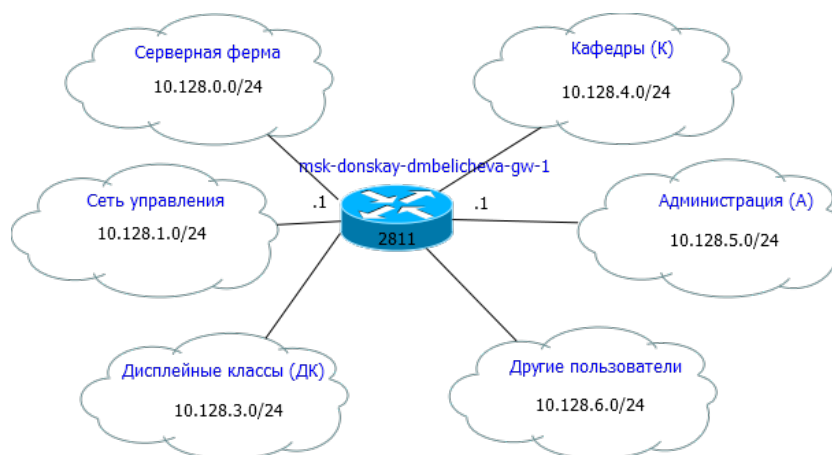 Серверная ферма
10.128.0.0/24
Кафедры (К)
10.128.4.0/24
msk-donskay-dmbelicheva-gw-1
Сеть управления
10.128.1.0/24
.1
.1
2811
Администрация (А)
10.128.5.0/24
Дисплейные классы (ДК)
10.128.3.0/24
Другие пользователи
10.128.6.0/24